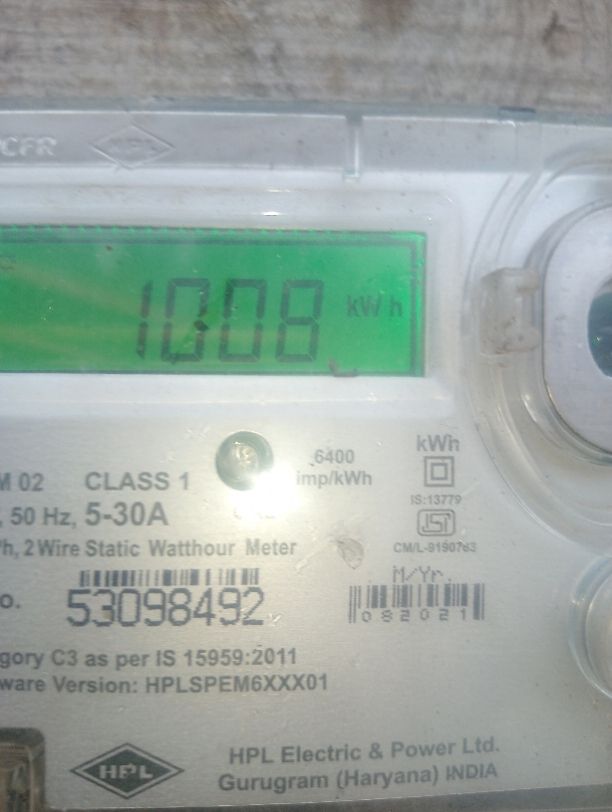 HPL
1008 kWh
6400
imp/kWh
kWh
M 02 CLASS 1
IS:13779
, 50 Hz, 5-30A
ISI
CM/L-9190763
h, 2 Wire Static Watthour Meter
M/Yr.
o. 53098492
082021
gory C3 as per IS 15959:2011
ware Version: HPLSPEM6XXX01
HPL
HPL Electric & Power Ltd.
Gurugram (Haryana) INDIA